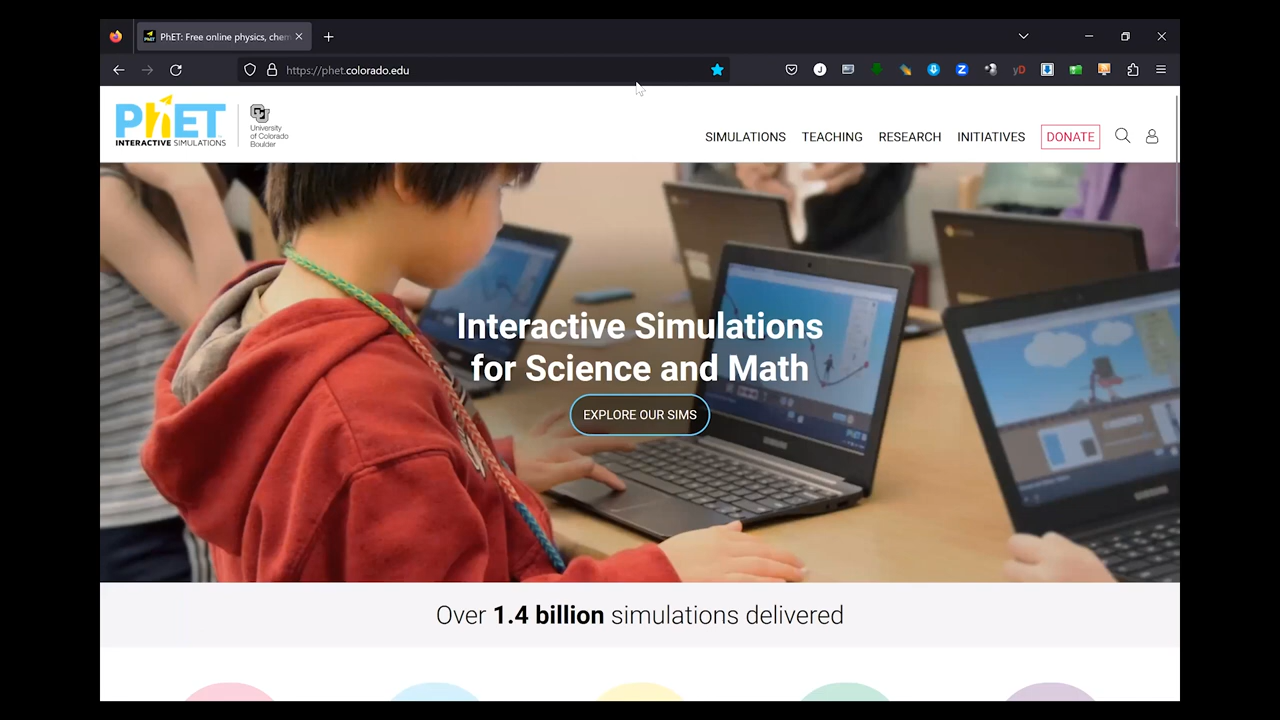 PhET: Free online physics, chem
https://phet.colorado.edu
PhET
INTERACTIVE SIMULATIONS
University
of Colorado
Boulder
SIMULATIONS TEACHING RESEARCH INITIATIVES DONATE
Interactive Simulations
for Science and Math
EXPLORE OUR SIMS
Over 1.4 billion simulations delivered